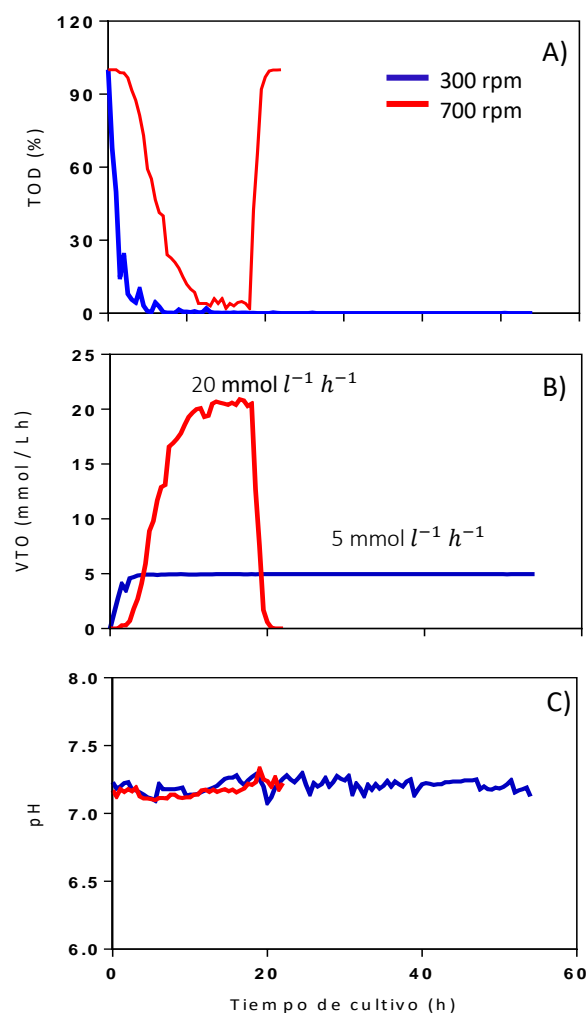 A)
300 rpm
700 rpm
120
90
60
30
0
TOD (%)
B)
20 mmol l⁻¹ h⁻¹
5 mmol l⁻¹ h⁻¹
25
20
15
10
5
0
VTO (mmol / L h)
C)
8.0
7.5
7.0
6.5
6.0
pH
0 20 40 60
Tiempo de cultivo (h)